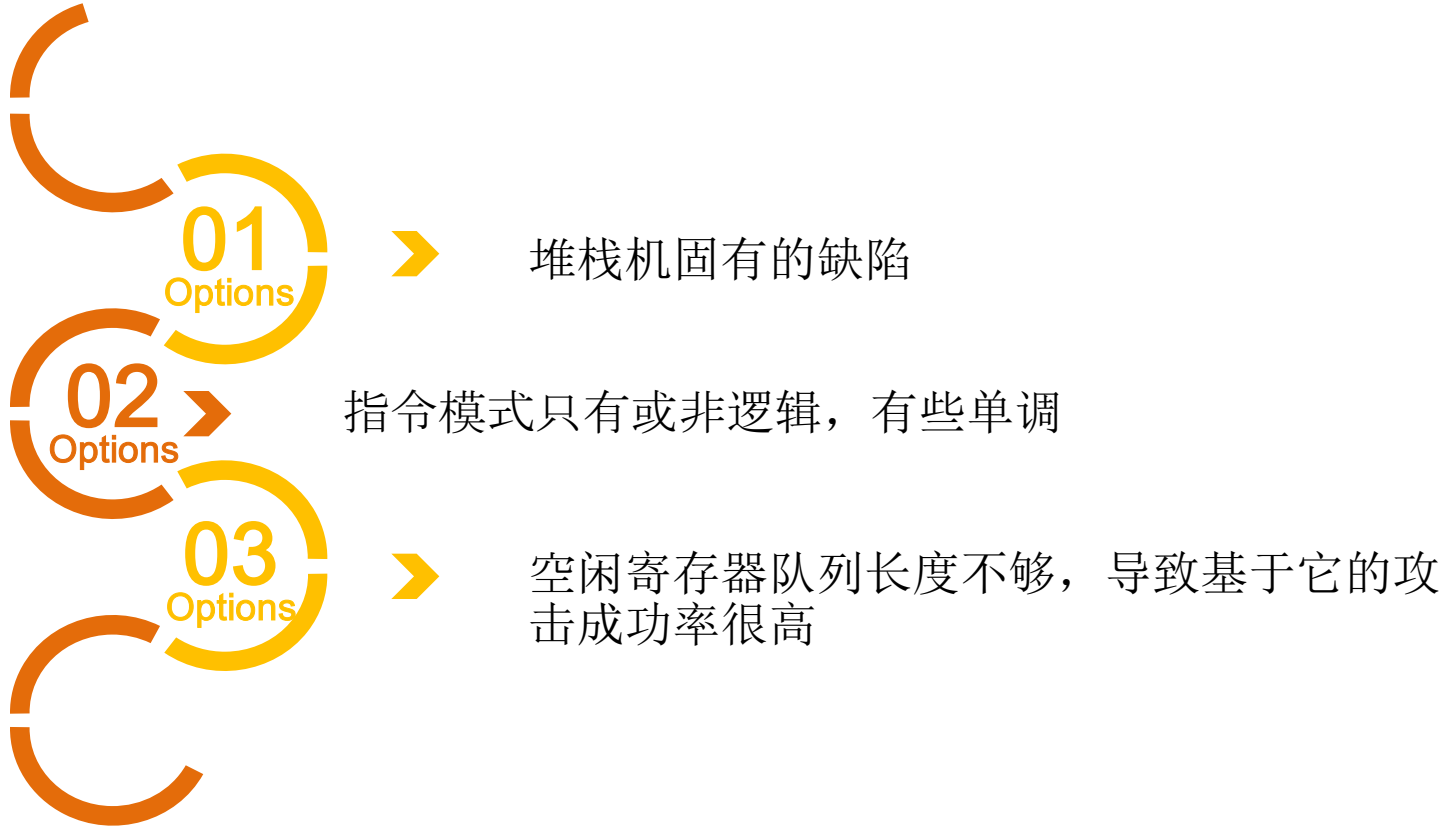 01
Options
堆栈机固有的缺陷
02
Options
指令模式只有或非逻辑，有些单调
03
Options
空闲寄存器队列长度不够，导致基于它的攻
击成功率很高